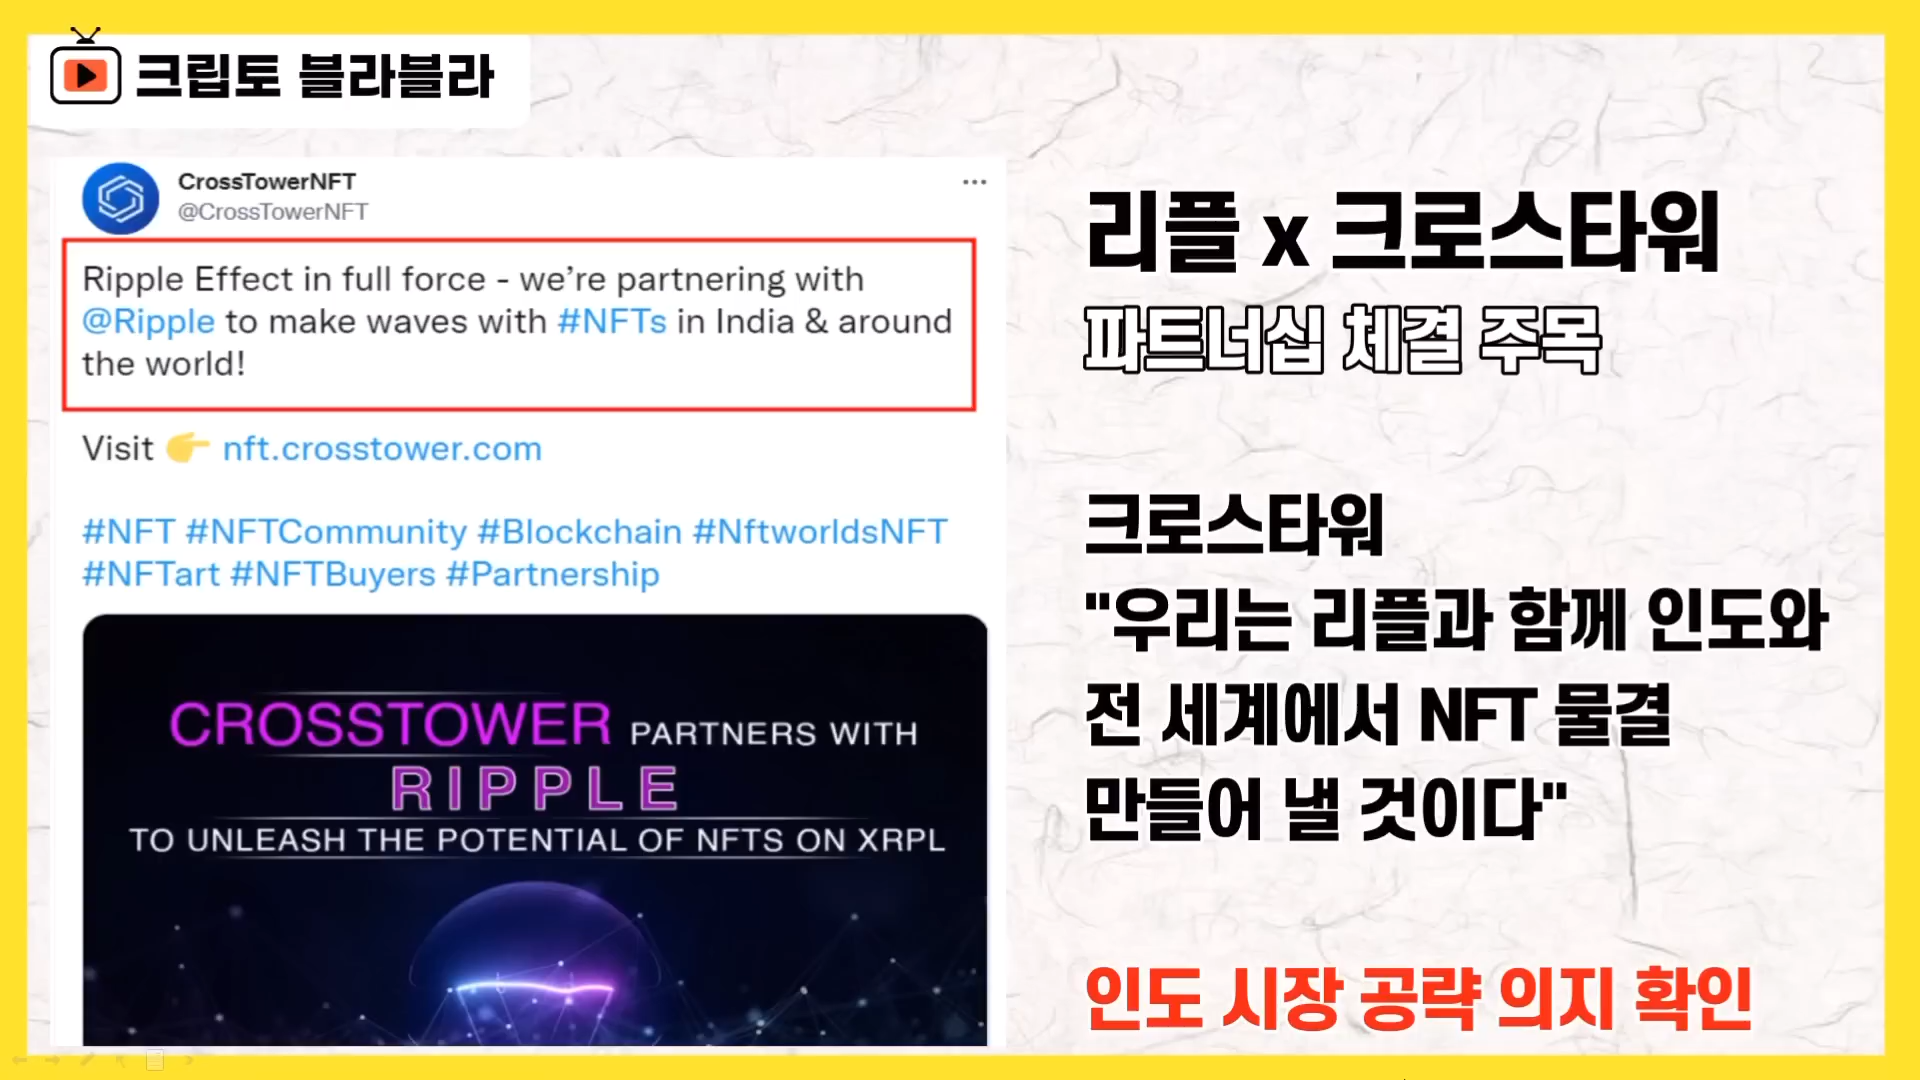 크립토 블라블라
CrossTowerNFT
@CrossTowerNFT
Ripple Effect in full force - we're partnering with
@Ripple to make waves with #NFTs in India & around
the world!
Visit 👉 nft.crosstower.com
#NFT #NFTCommunity #Blockchain #NftworldsNFT
#NFTart #NFTBuyers #Partnership
CROSSTOWER PARTNERS WITH
RIPPLE
TO UNLEASH THE POTENTIAL OF NFTS ON XRPL
리플 x 크로스타워
파트너십 체결 주목
크로스타워
"우리는 리플과 함께 인도와
전 세계에서 NFT 물결
만들어 낼 것이다"
인도 시장 공략 의지 확인